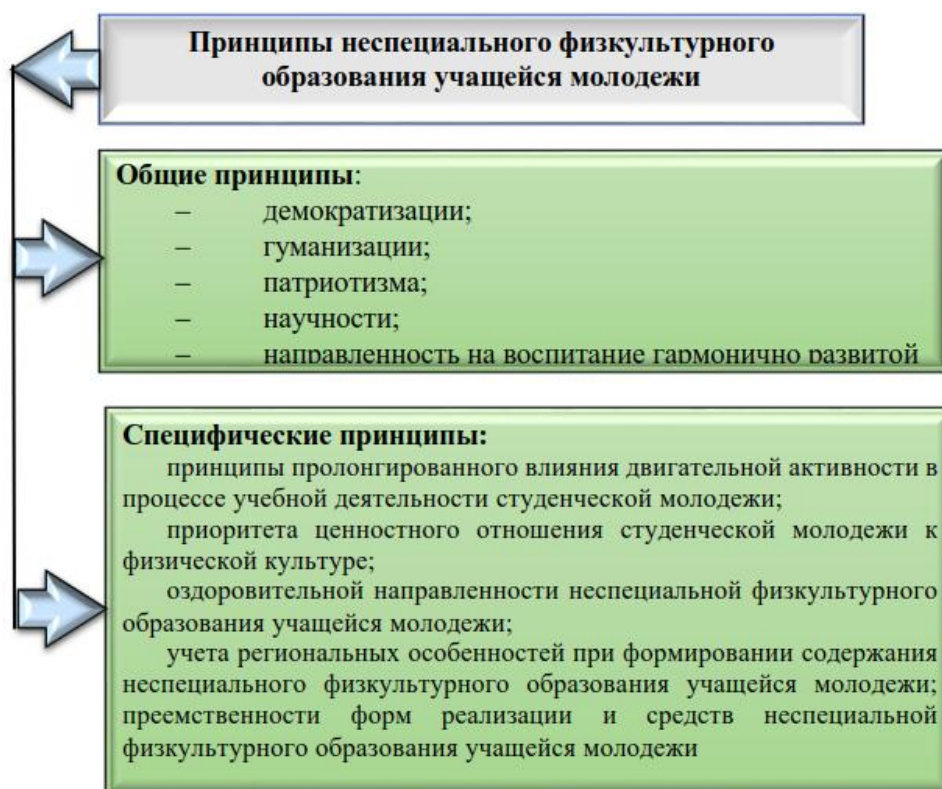 Принципы неспециального физкультурного
образования учащейся молодежи
Общие принципы:
– демократизации;
– гуманизации;
– патриотизма;
– научности;
– направленность на воспитание гармонично развитой
Специфические принципы:
принципы пролонгированного влияния двигательной активности в
процессе учебной деятельности студенческой молодежи;
приоритета ценностного отношения студенческой молодежи к
физической культуре;
оздоровительной направленности неспециальной физкультурного
образования учащейся молодежи;
учета региональных особенностей при формировании содержания
неспециального физкультурного образования учащейся молодежи;
преемственности форм реализации и средств неспециальной
физкультурного образования учащейся молодежи